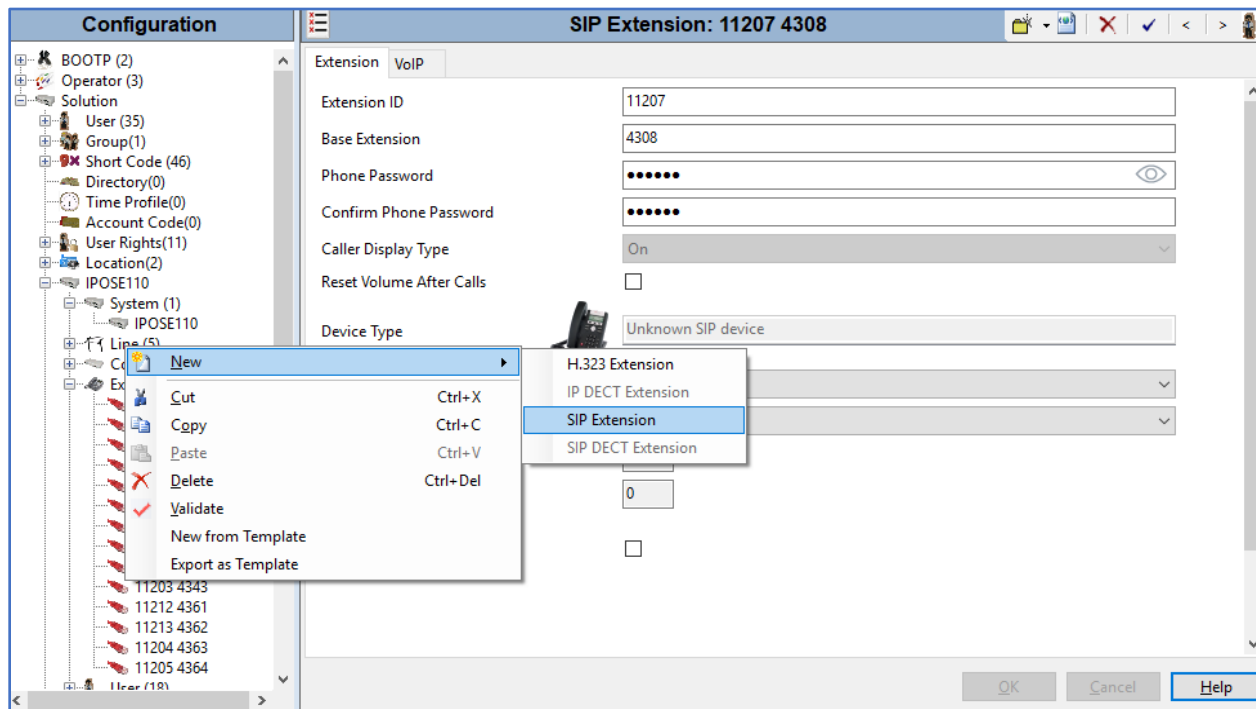 Configuration
BOOTP (2)
Operator (3)
Solution
User (35)
Group(1)
Short Code (46)
Directory(0)
Time Profile(0)
Account Code(0)
User Rights(11)
Location(2)
IPOSE110
System (1)
IPOSE110
Line (5)
11203 4343
11212 4361
11213 4362
11204 4363
11205 4364
User (18)
New
Cut Ctrl+X
Copy Ctrl+C
Paste Ctrl+V
Delete Ctrl+Del
Validate
New from Template
Export as Template
H.323 Extension
IP DECT Extension
SIP Extension
SIP DECT Extension
SIP Extension: 11207 4308
Extension VoIP
Extension ID 11207
Base Extension 4308
Phone Password ●●●●●●
Confirm Phone Password ●●●●●●
Caller Display Type On
Reset Volume After Calls
Device Type Unknown SIP device
0
OK Cancel Help